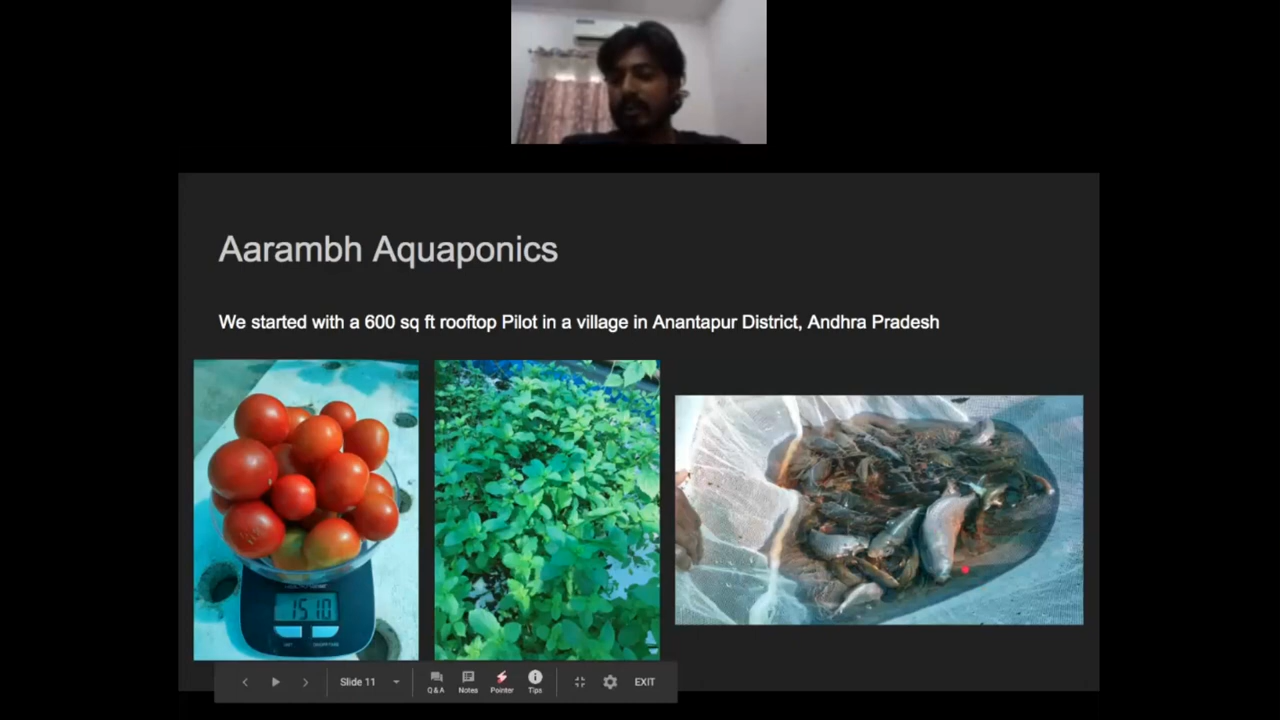 Aarambh Aquaponics
We started with a 600 sq ft rooftop Pilot in a village in Anantapur District, Andhra Pradesh
1510
Slide 11
Q&A
Notes
Pointer
Tips
EXIT